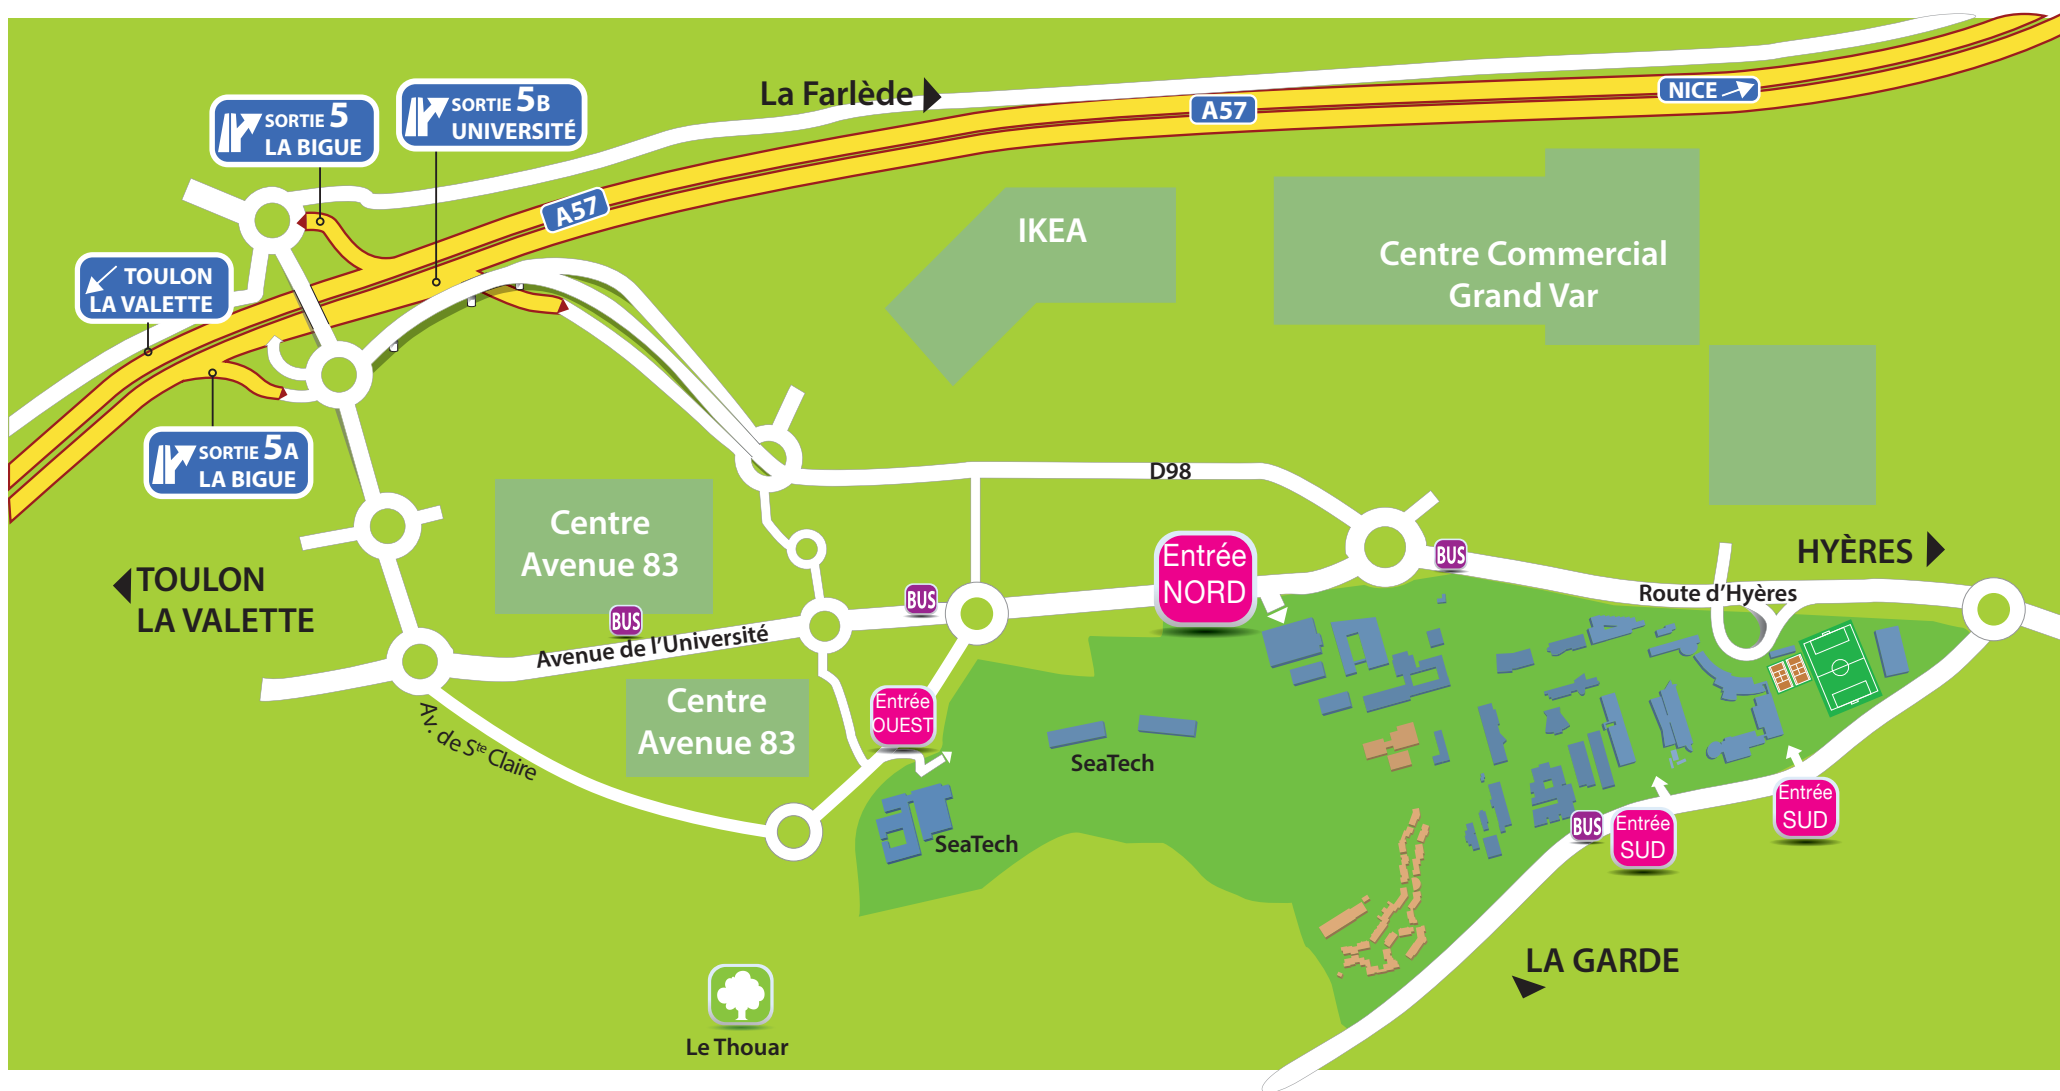 La Farlède
SORTIE 5B
UNIVERSITÉ
SORTIE 5
LA BIGUE
A57
NICE
A57
TOULON
LA VALETTE
IKEA
Centre Commercial
Grand Var
SORTIE 5A
LA BIGUE
D98
Centre
Avenue 83
Entrée
NORD
BUS
HYÈRES
TOULON
LA VALETTE
BUS
BUS
Route d'Hyères
Avenue de l'Université
Centre
Avenue 83
Entrée
OUEST
Av. de Ste Claire
SeaTech
Entrée
SUD
BUS
Entrée
SUD
SeaTech
LA GARDE
Le Thouar